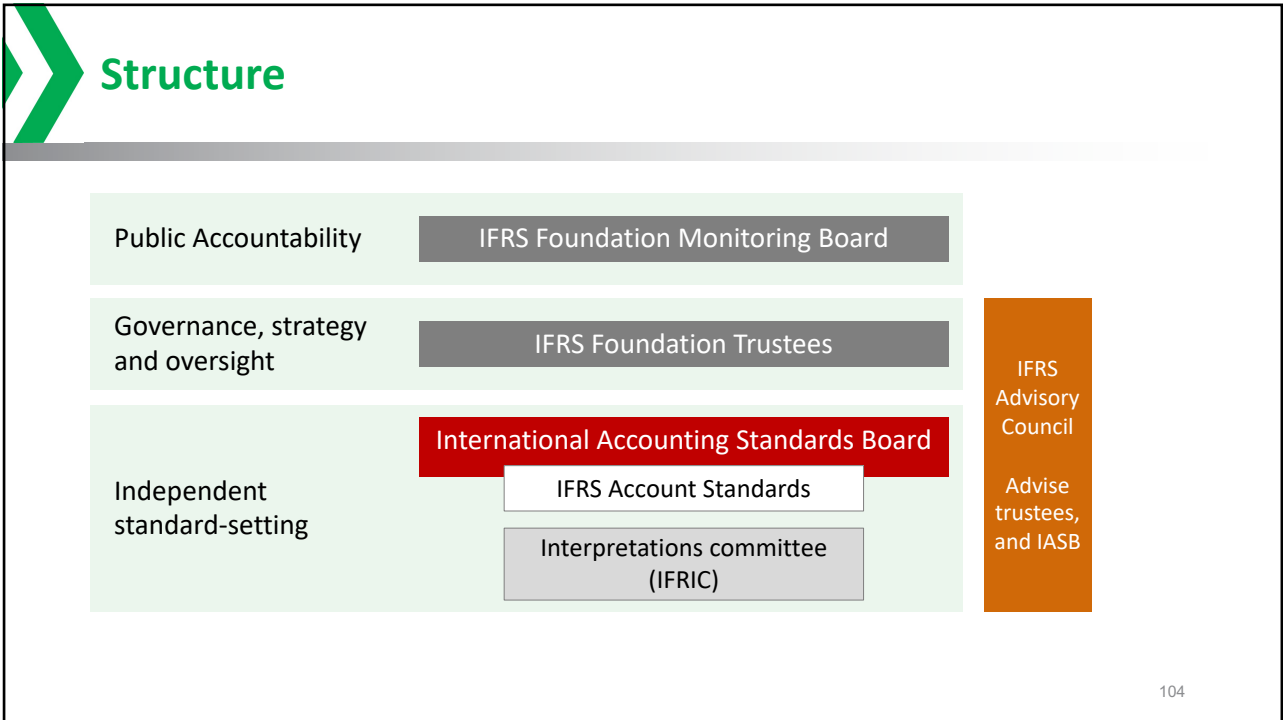 Structure
Public Accountability
IFRS Foundation Monitoring Board
Governance, strategy
and oversight
IFRS Foundation Trustees
Independent
standard-setting
International Accounting Standards Board
IFRS Account Standards
Interpretations committee
(IFRIC)
IFRS
Advisory
Council
Advise
trustees,
and IASB
104